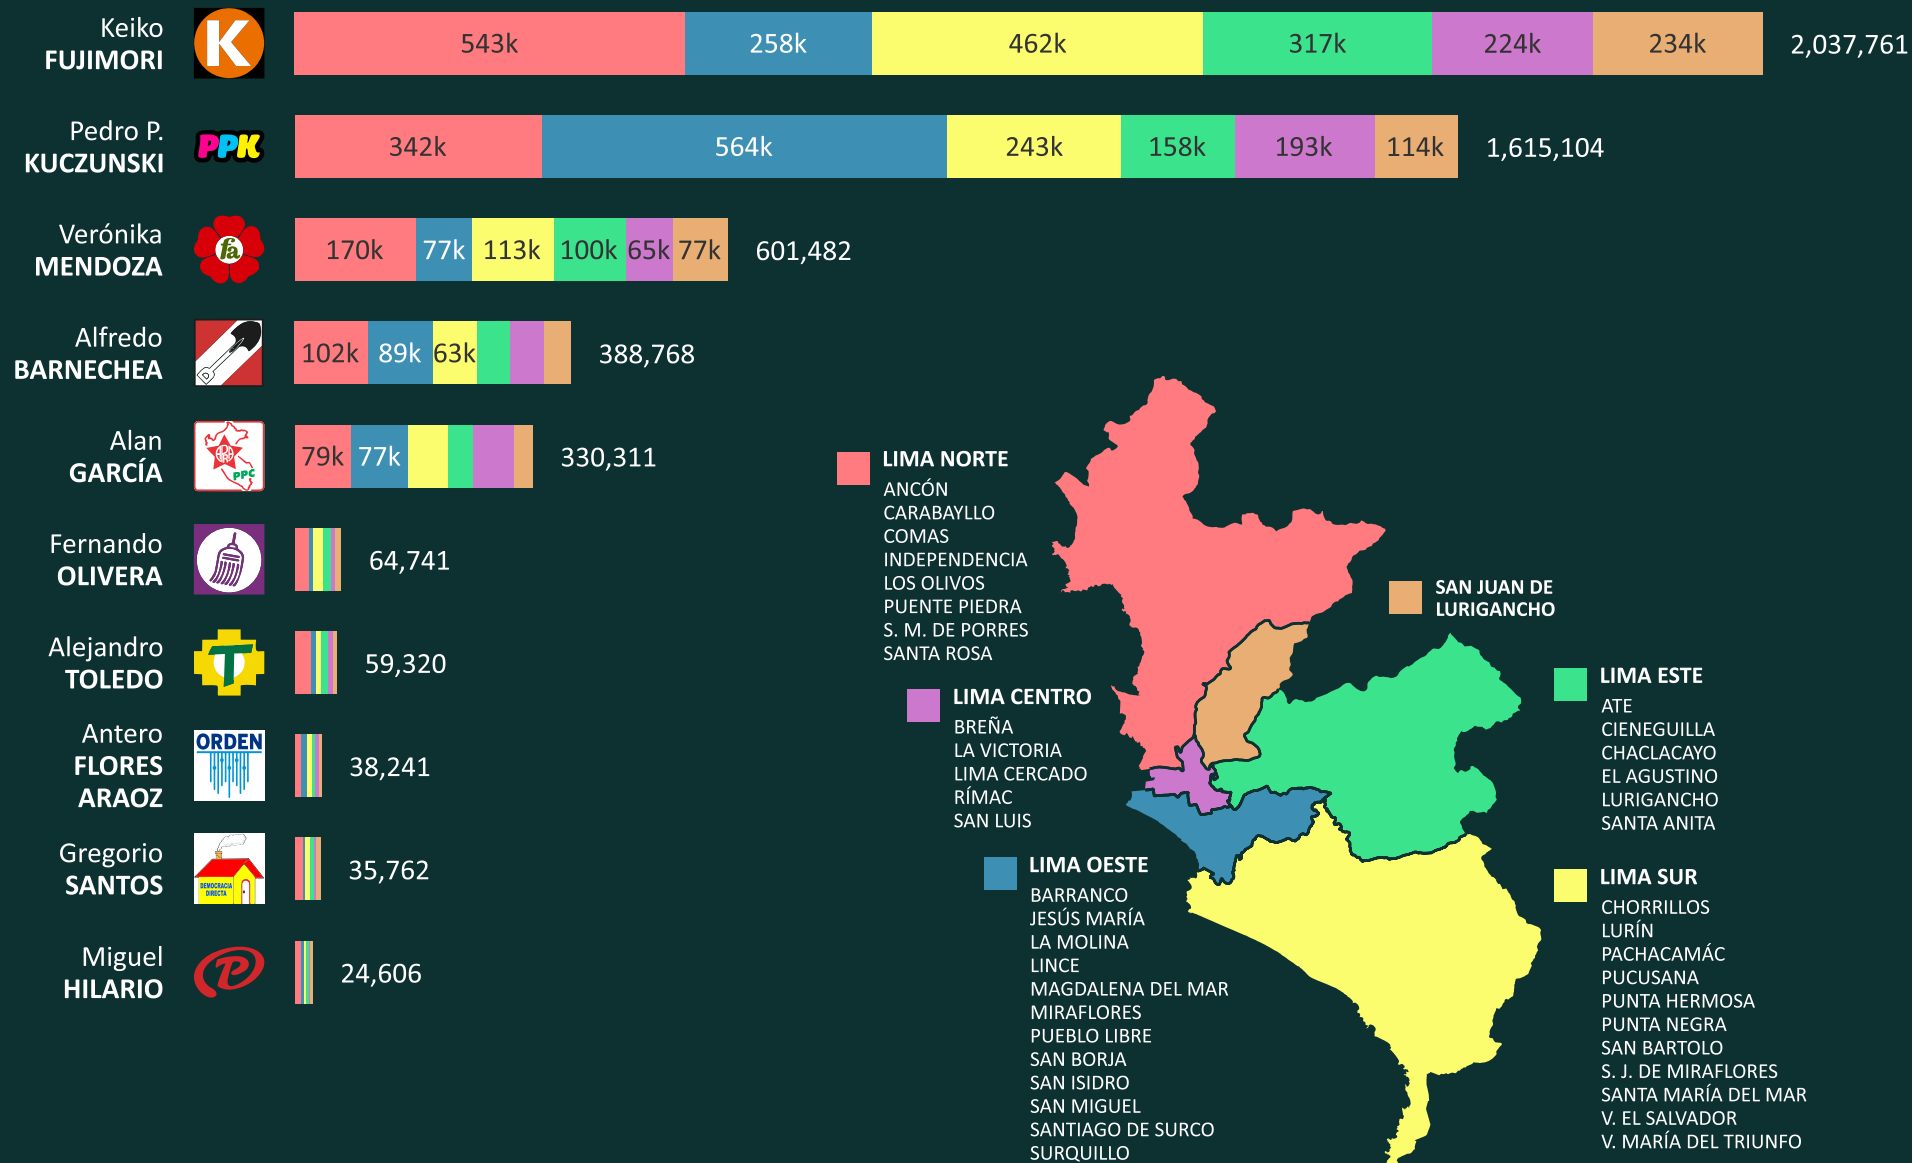 Keiko
FUJIMORI
K
543k 258k 462k 317k 224k 234k 2,037,761
Pedro P.
KUCZUNSKI
PPK
342k 564k 243k 158k 193k 114k 1,615,104
Verónika
MENDOZA
fa
170k 77k 113k 100k 65k 77k 601,482
Alfredo
BARNECHEA
102k 89k 63k 388,768
Alan
GARCÍA
APRA
PPC
79k 77k 330,311
Fernando
OLIVERA
64,741
Alejandro
TOLEDO
T
59,320
Antero
FLORES
ARAOZ
ORDEN
38,241
Gregorio
SANTOS
DEMOCRACIA
DIRECTA
35,762
Miguel
HILARIO
P
24,606
LIMA NORTE
ANCÓN
CARABAYLLO
COMAS
INDEPENDENCIA
LOS OLIVOS
PUENTE PIEDRA
S. M. DE PORRES
SANTA ROSA
SAN JUAN DE
LURIGANCHO
LIMA CENTRO
BREÑA
LA VICTORIA
LIMA CERCADO
RÍMAC
SAN LUIS
LIMA ESTE
ATE
CIENEGUILLA
CHACLACAYO
EL AGUSTINO
LURIGANCHO
SANTA ANITA
LIMA OESTE
BARRANCO
JESÚS MARÍA
LA MOLINA
LINCE
MAGDALENA DEL MAR
MIRAFLORES
PUEBLO LIBRE
SAN BORJA
SAN ISIDRO
SAN MIGUEL
SANTIAGO DE SURCO
SURQUILLO
LIMA SUR
CHORRILLOS
LURÍN
PACHACAMÁC
PUCUSANA
PUNTA HERMOSA
PUNTA NEGRA
SAN BARTOLO
S. J. DE MIRAFLORES
SANTA MARÍA DEL MAR
V. EL SALVADOR
V. MARÍA DEL TRIUNFO